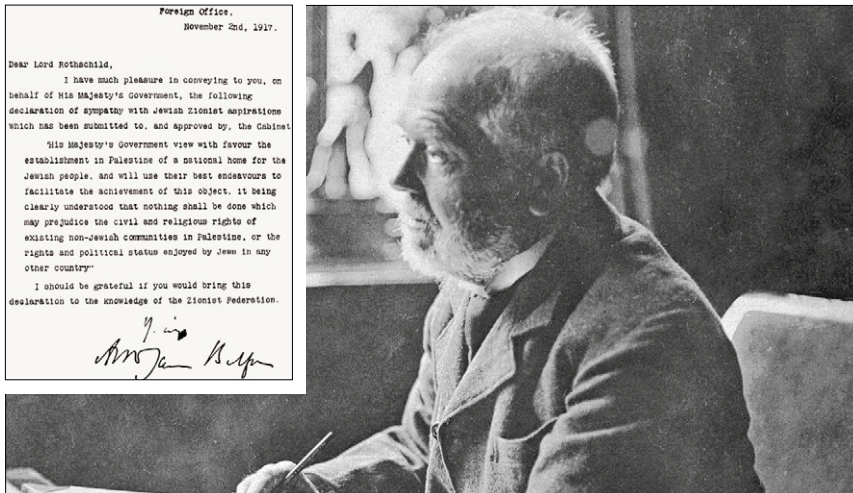 Foreign Office,
November 2nd, 1917.
Dear Lord Rothschild,
I have much pleasure in conveying to you, on
behalf of His Majesty's Government, the following
declaration of sympathy with Jewish Zionist aspirations
which has been submitted to, and approved by, the Cabinet
"His Majesty's Government view with favour the
establishment in Palestine of a national home for the
Jewish people, and will use their best endeavours to
facilitate the achievement of this object, it being
clearly understood that nothing shall be done which
may prejudice the civil and religious rights of
existing non-Jewish communities in Palestine, or the
rights and political status enjoyed by Jews in any
other country"
I should be grateful if you would bring this
declaration to the knowledge of the Zionist Federation.
Balfour